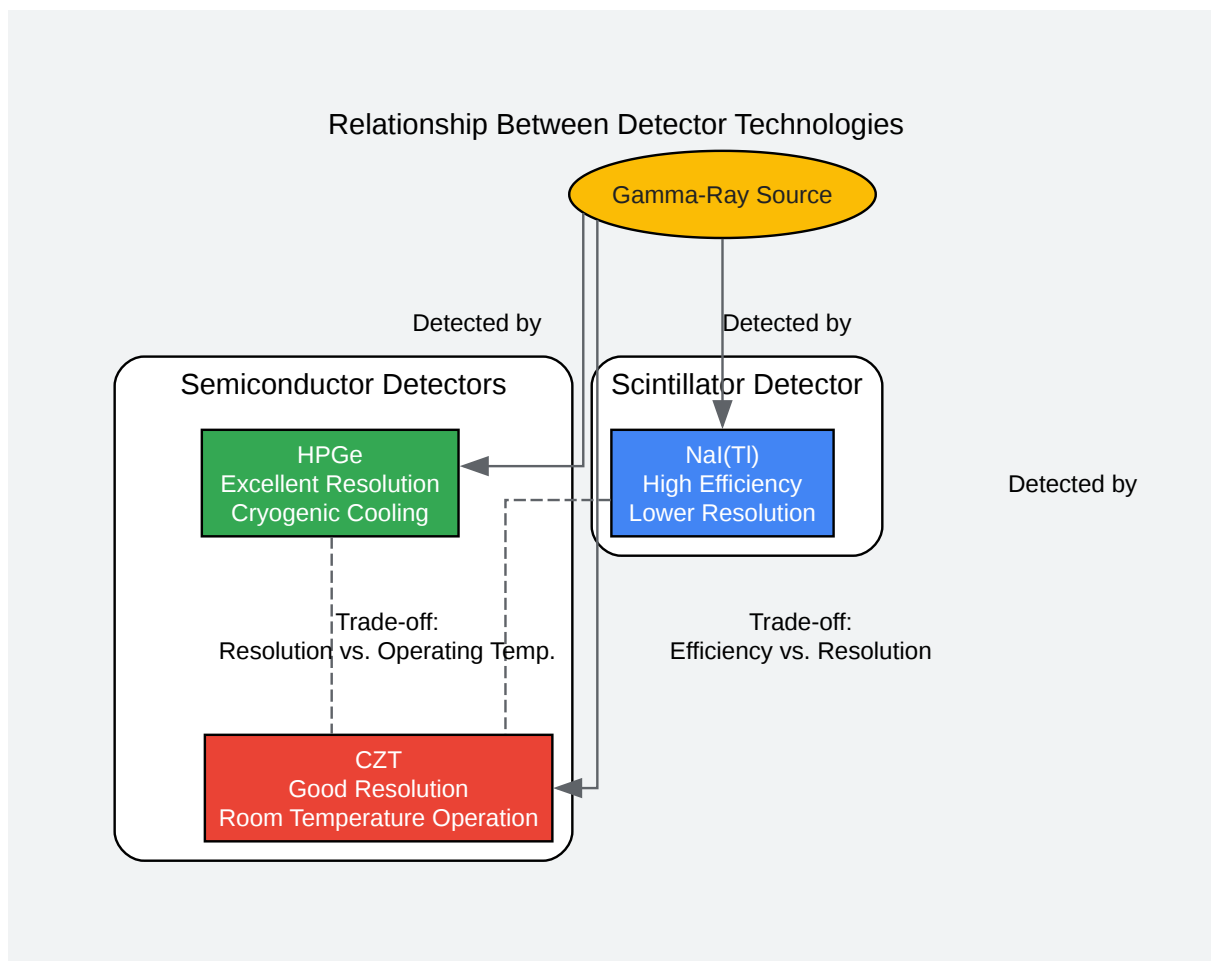 Relationship Between Detector Technologies
Gamma-Ray Source
Detected by
Detected by
Semiconductor Detectors
Scintillator Detector
HPGe
Excellent Resolution
Cryogenic Cooling
NaI(Tl)
High Efficiency
Lower Resolution
Detected by
Trade-off:
Resolution vs. Operating Temp.
Trade-off:
Efficiency vs. Resolution
CZT
Good Resolution
Room Temperature Operation